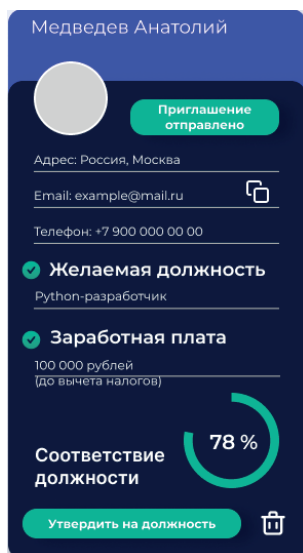 Медведев Анатолий
Приглашение
отправлено
Адрес: Россия, Москва
Email: example@mail.ru
Телефон: +7 900 000 00 00
Желаемая должность
Python-разработчик
Заработная плата
100 000 рублей
(до вычета налогов)
78 %
Соответствие
должности
Утвердить на должность